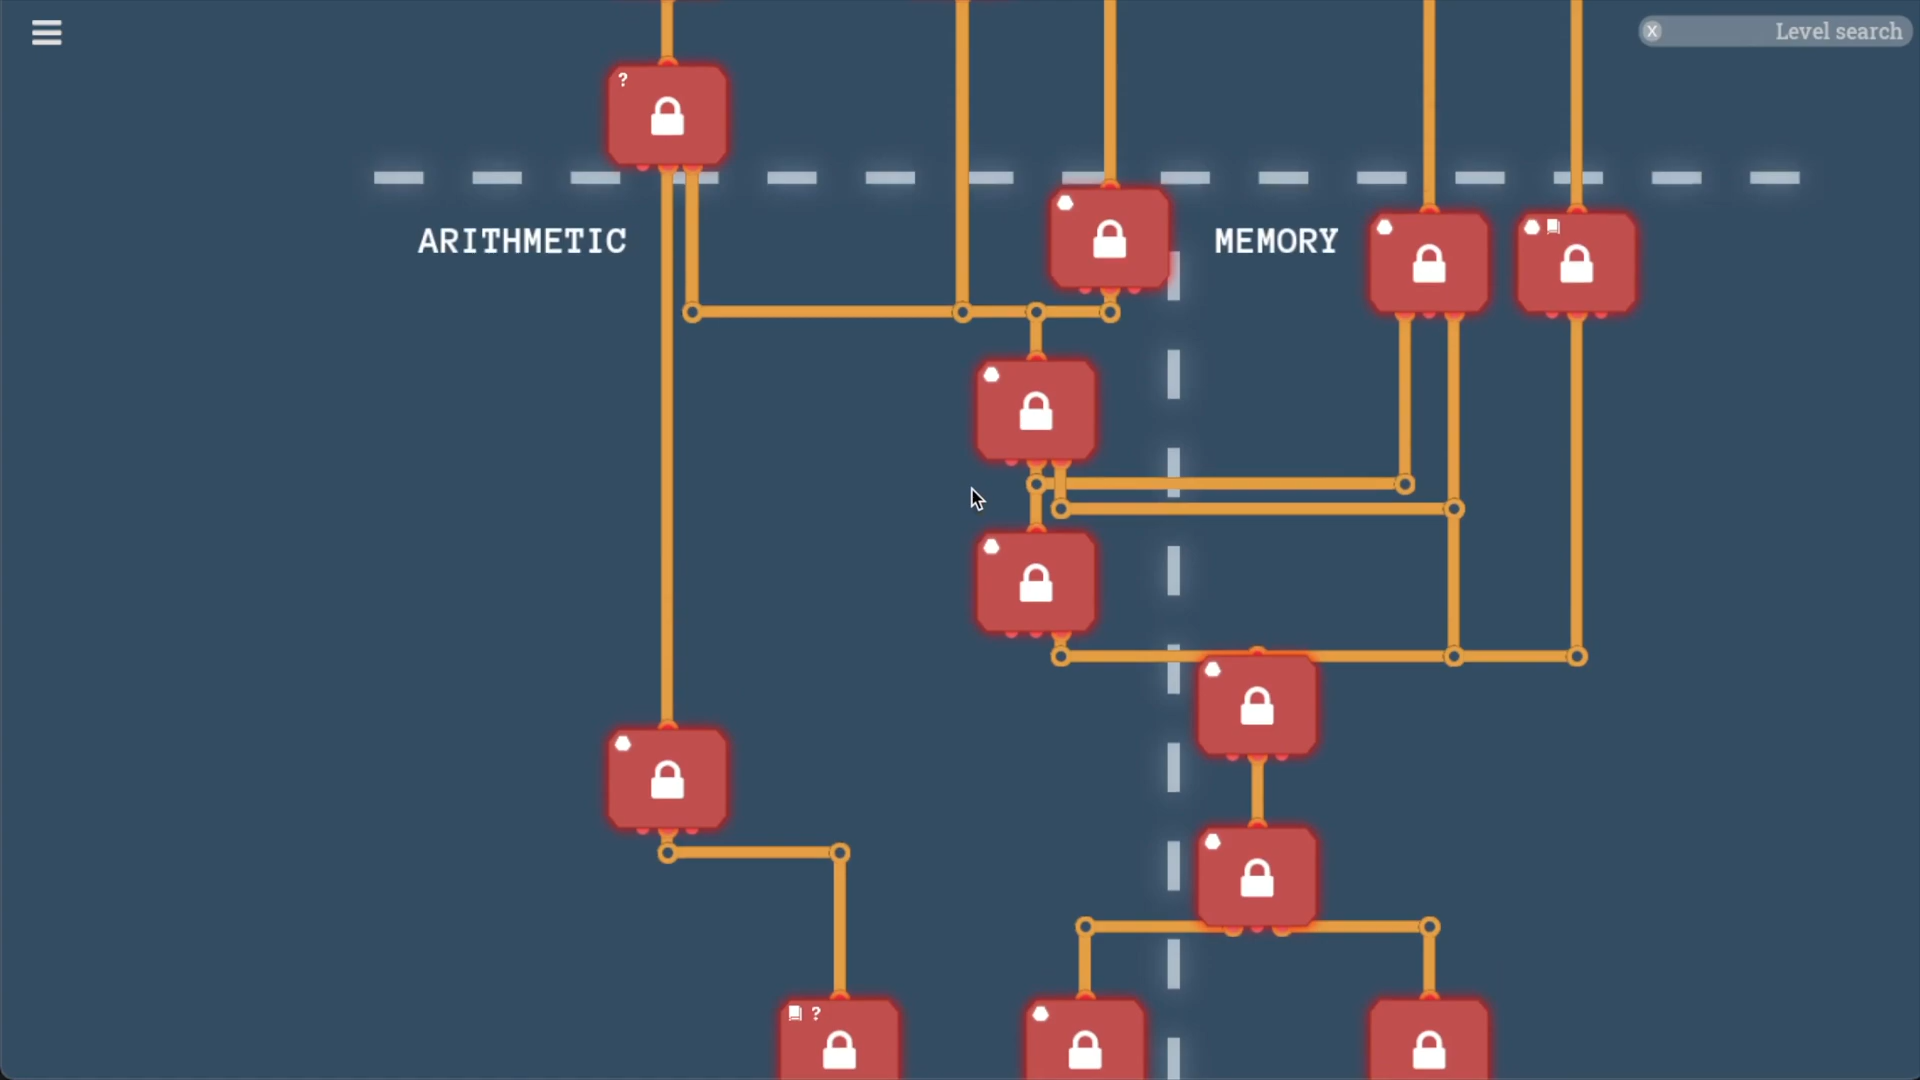 X Level search
?
ARITHMETIC
MEMORY
?